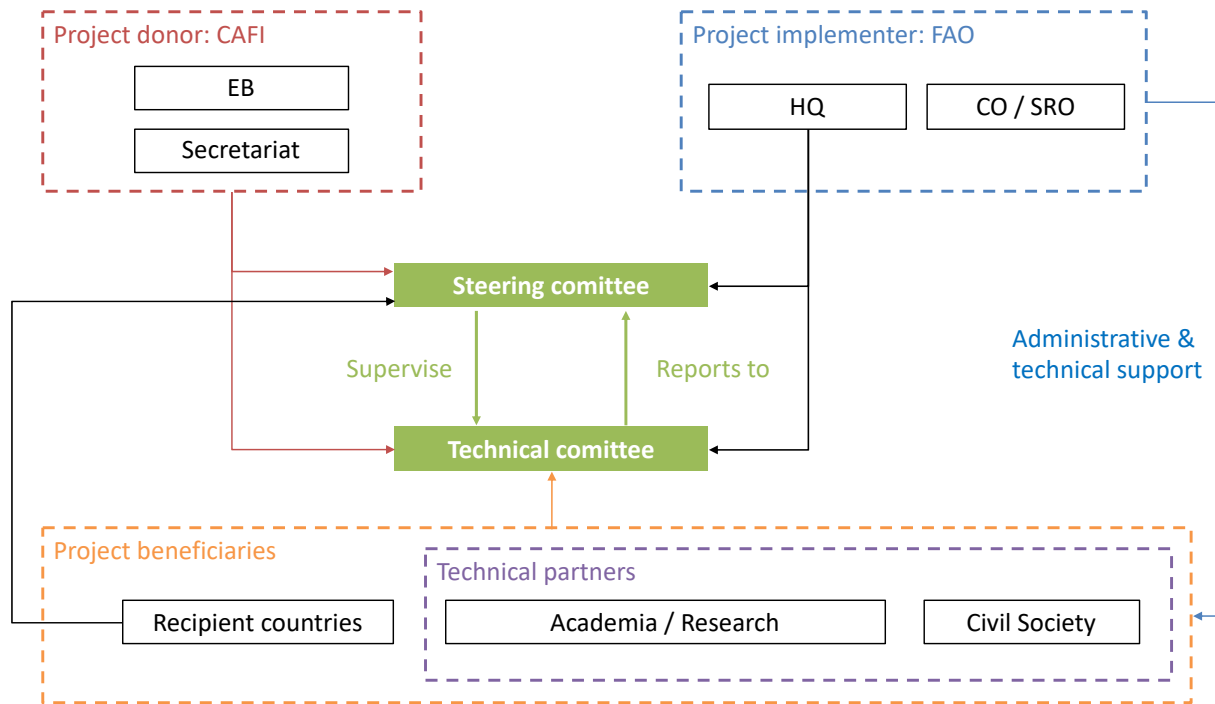 Project donor: CAFI
EB
Secretariat
Project implementer: FAO
HQ
CO / SRO
Steering comittee
Supervise
Reports to
Administrative &
technical support
Technical comittee
Project beneficiaries
Technical partners
Recipient countries
Academia / Research
Civil Society